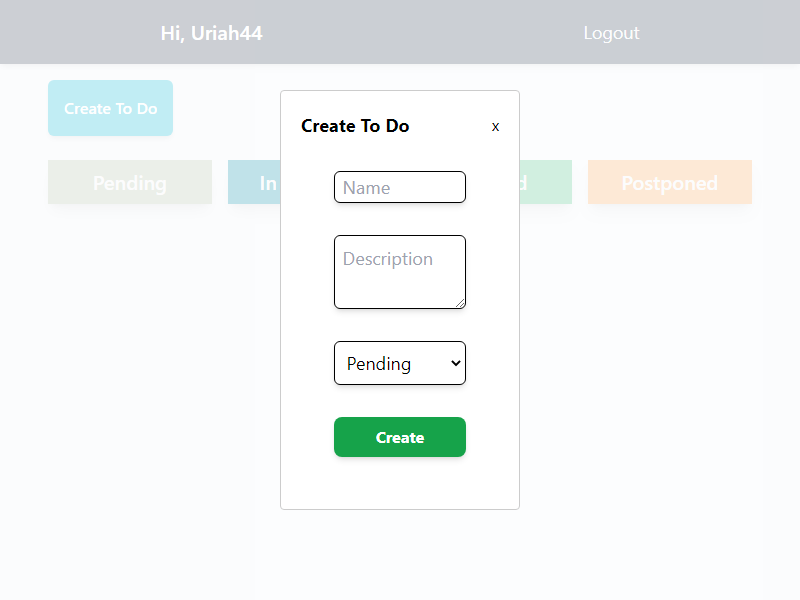 Hi, Uriah44
Logout
Create To Do
Create To Do
x
Pending
In
d
Postponed
Name
Description
Pending
Create